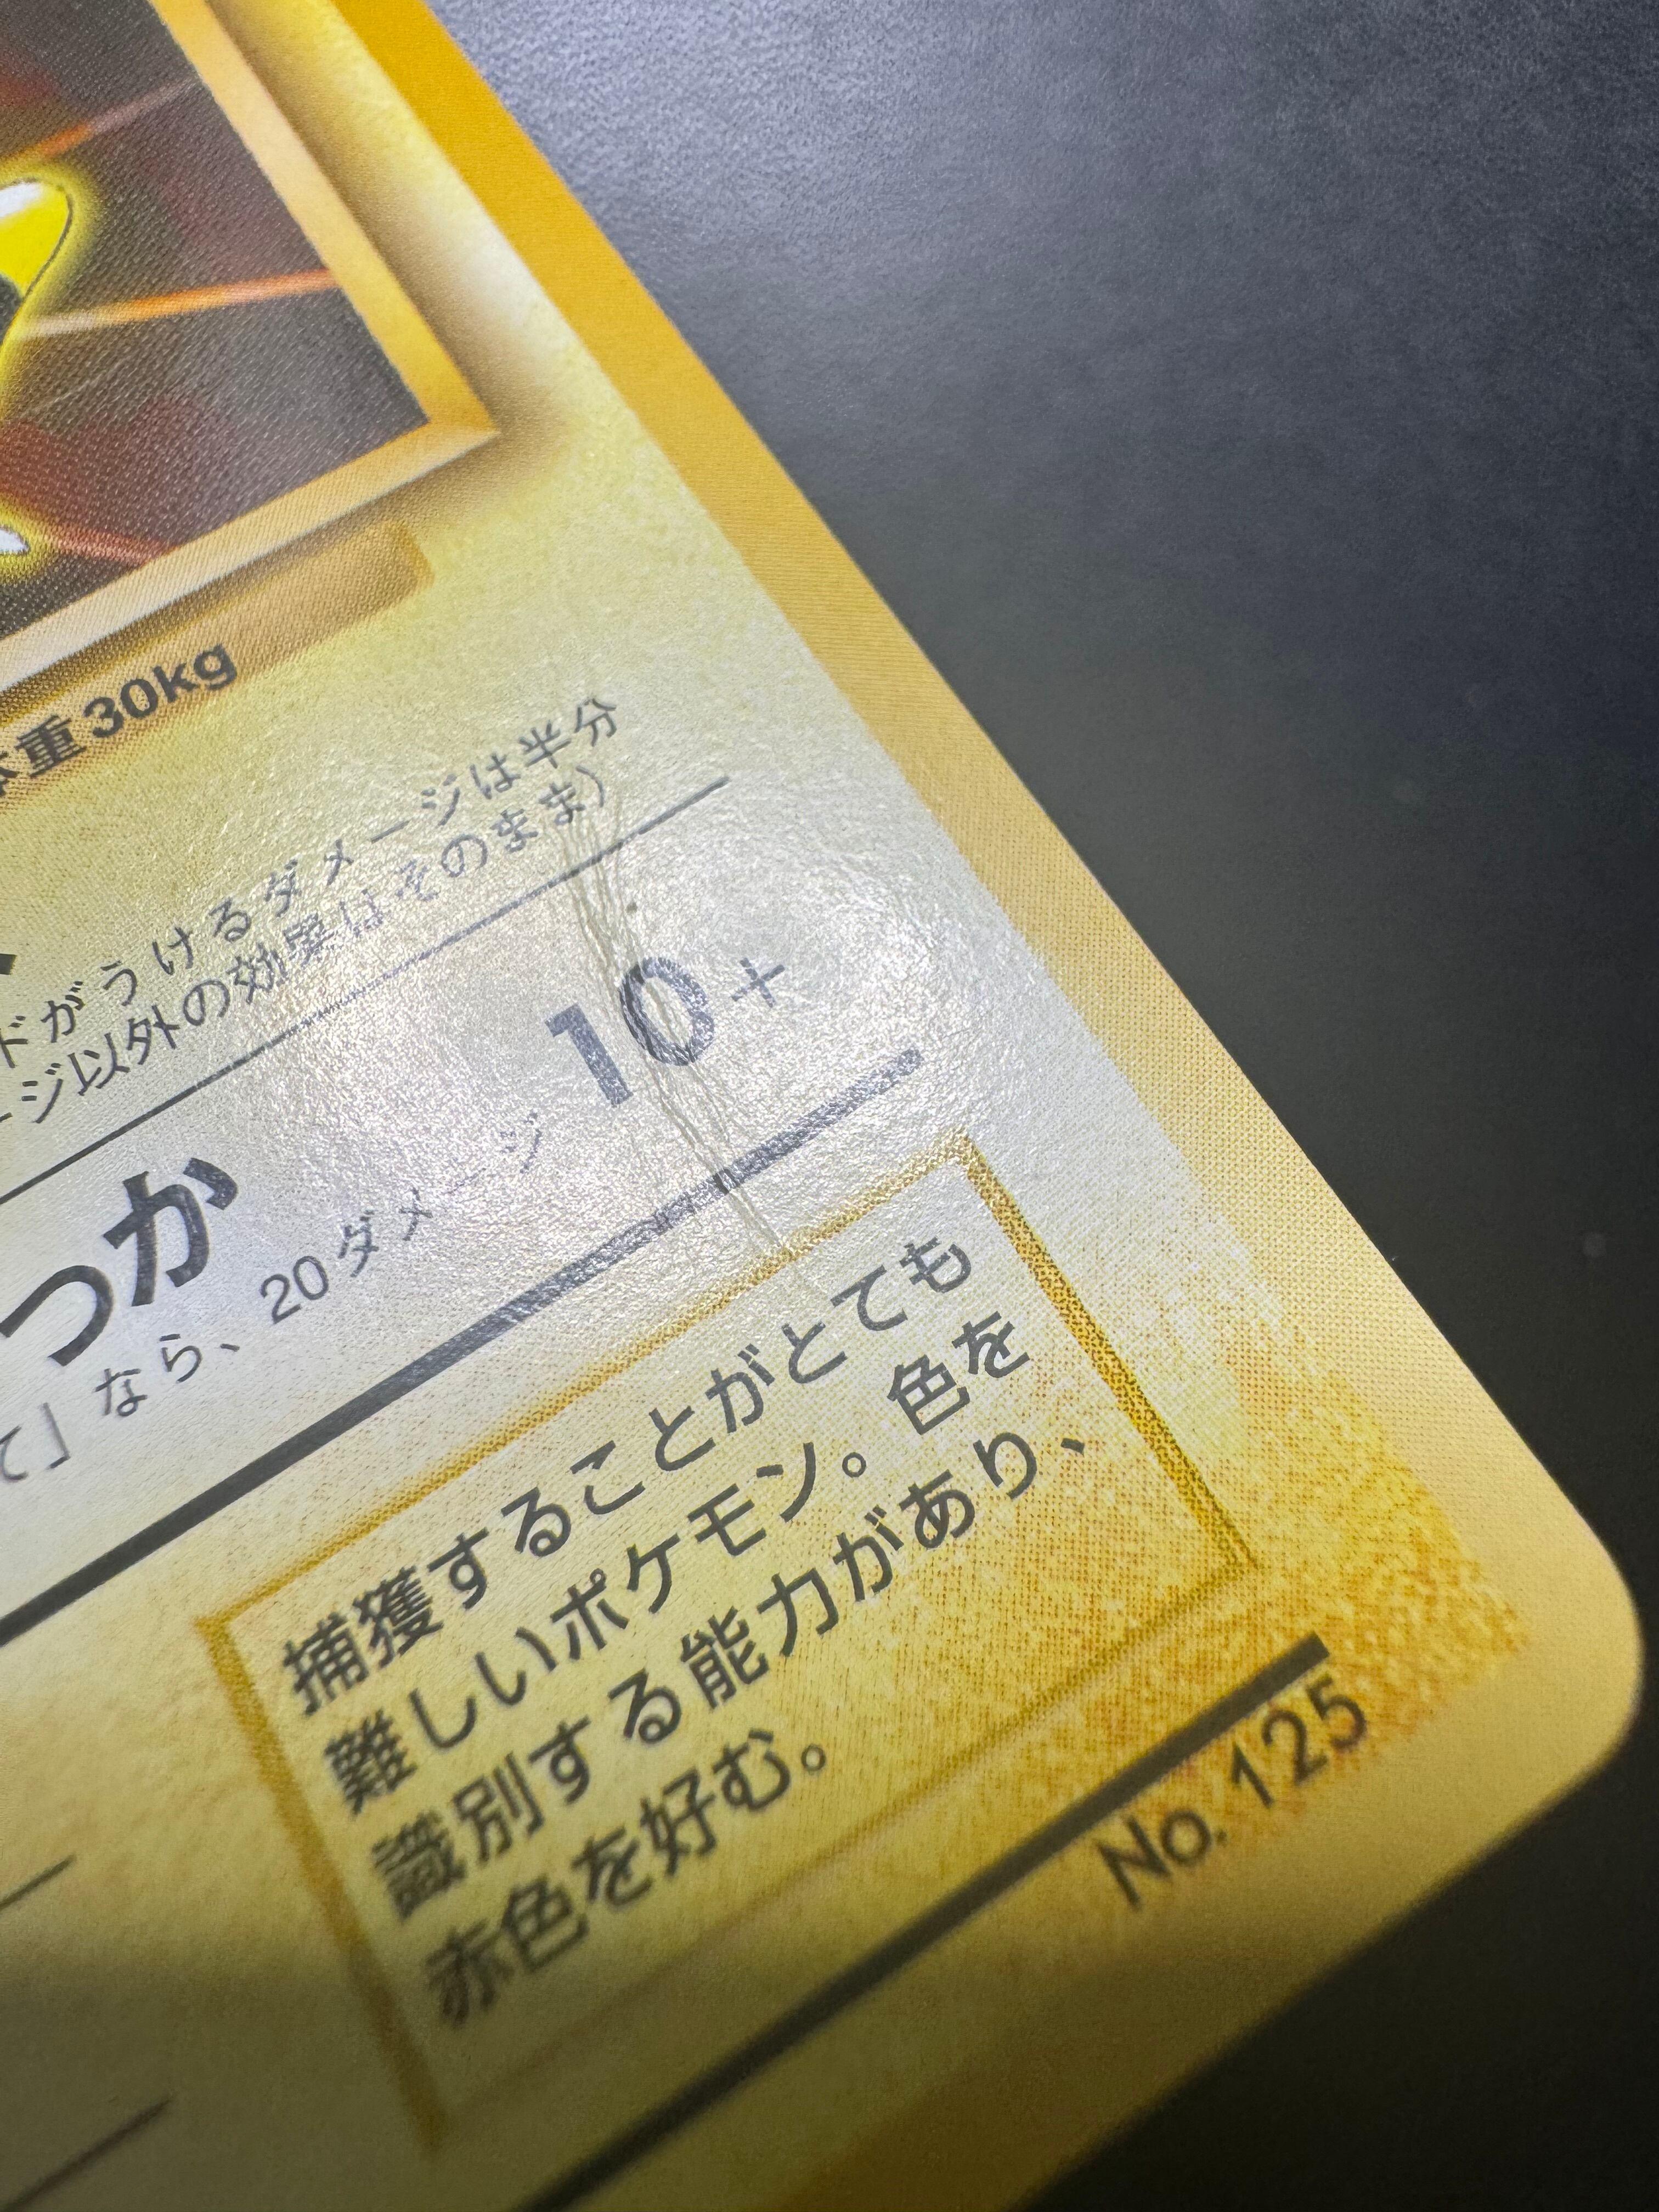 重30kg
ドがうけるダメージは半分
ージ以外の効果はそのまま)
つか
10+
て」なら、20ダメージ
捕獲することがとても
難しいポケモン。色を
識別する能力があり、
赤色を好む。
No. 125